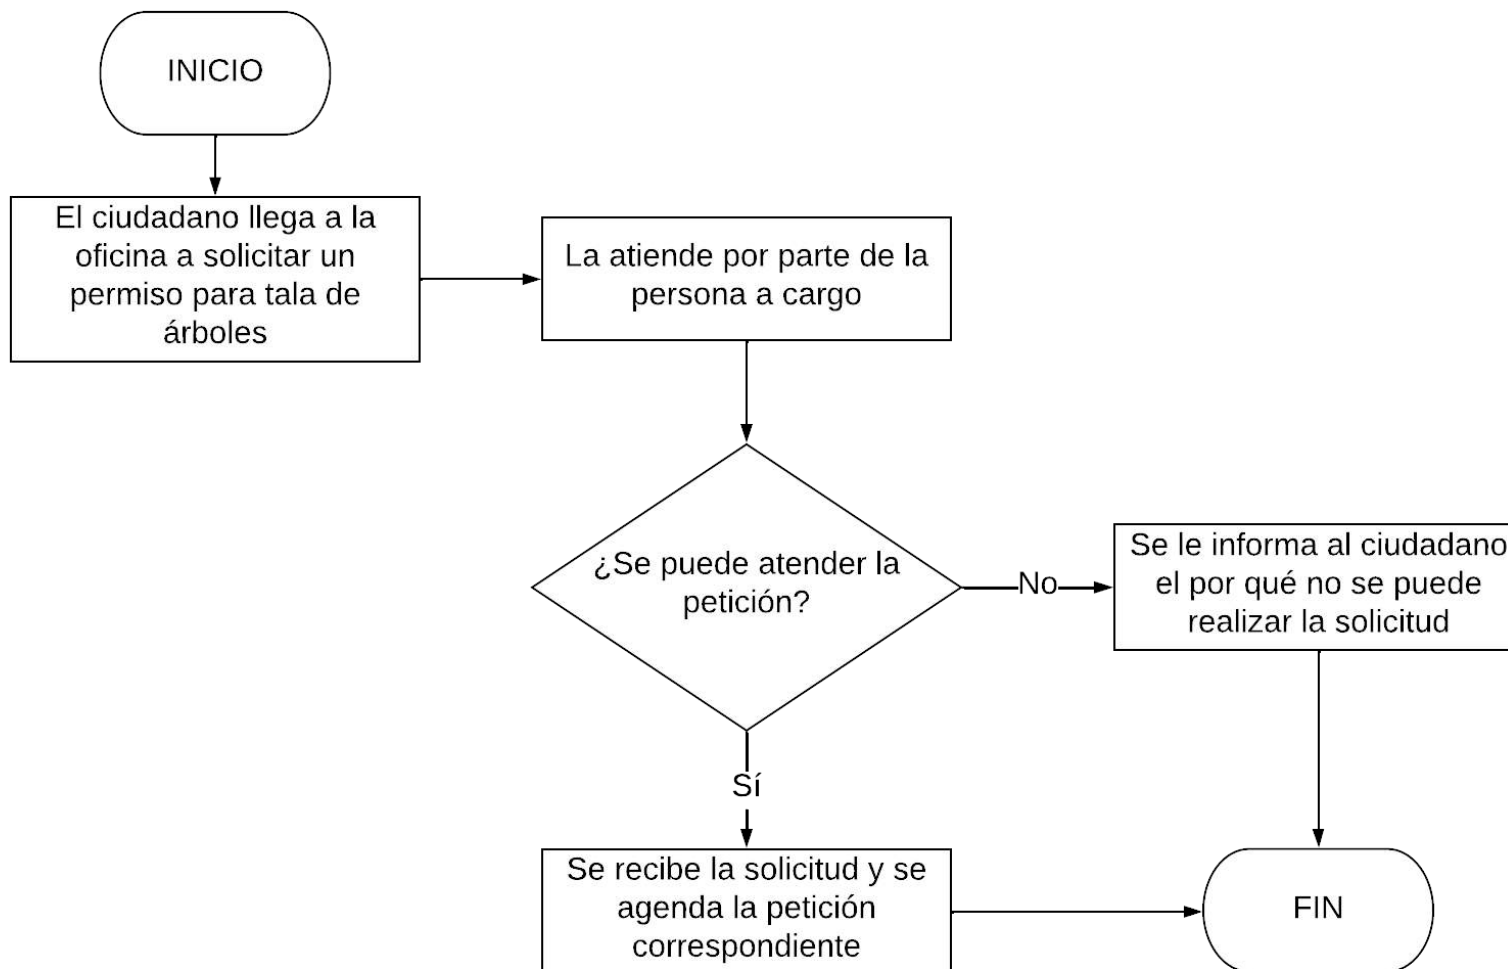 INICIO
El ciudadano llega a la
oficina a solicitar un
permiso para tala de
árboles
La atiende por parte de la
persona a cargo
¿Se puede atender la
petición?
No
Se le informa al ciudadano
el por qué no se puede
realizar la solicitud
Sí
Se recibe la solicitud y se
agenda la petición
correspondiente
FIN